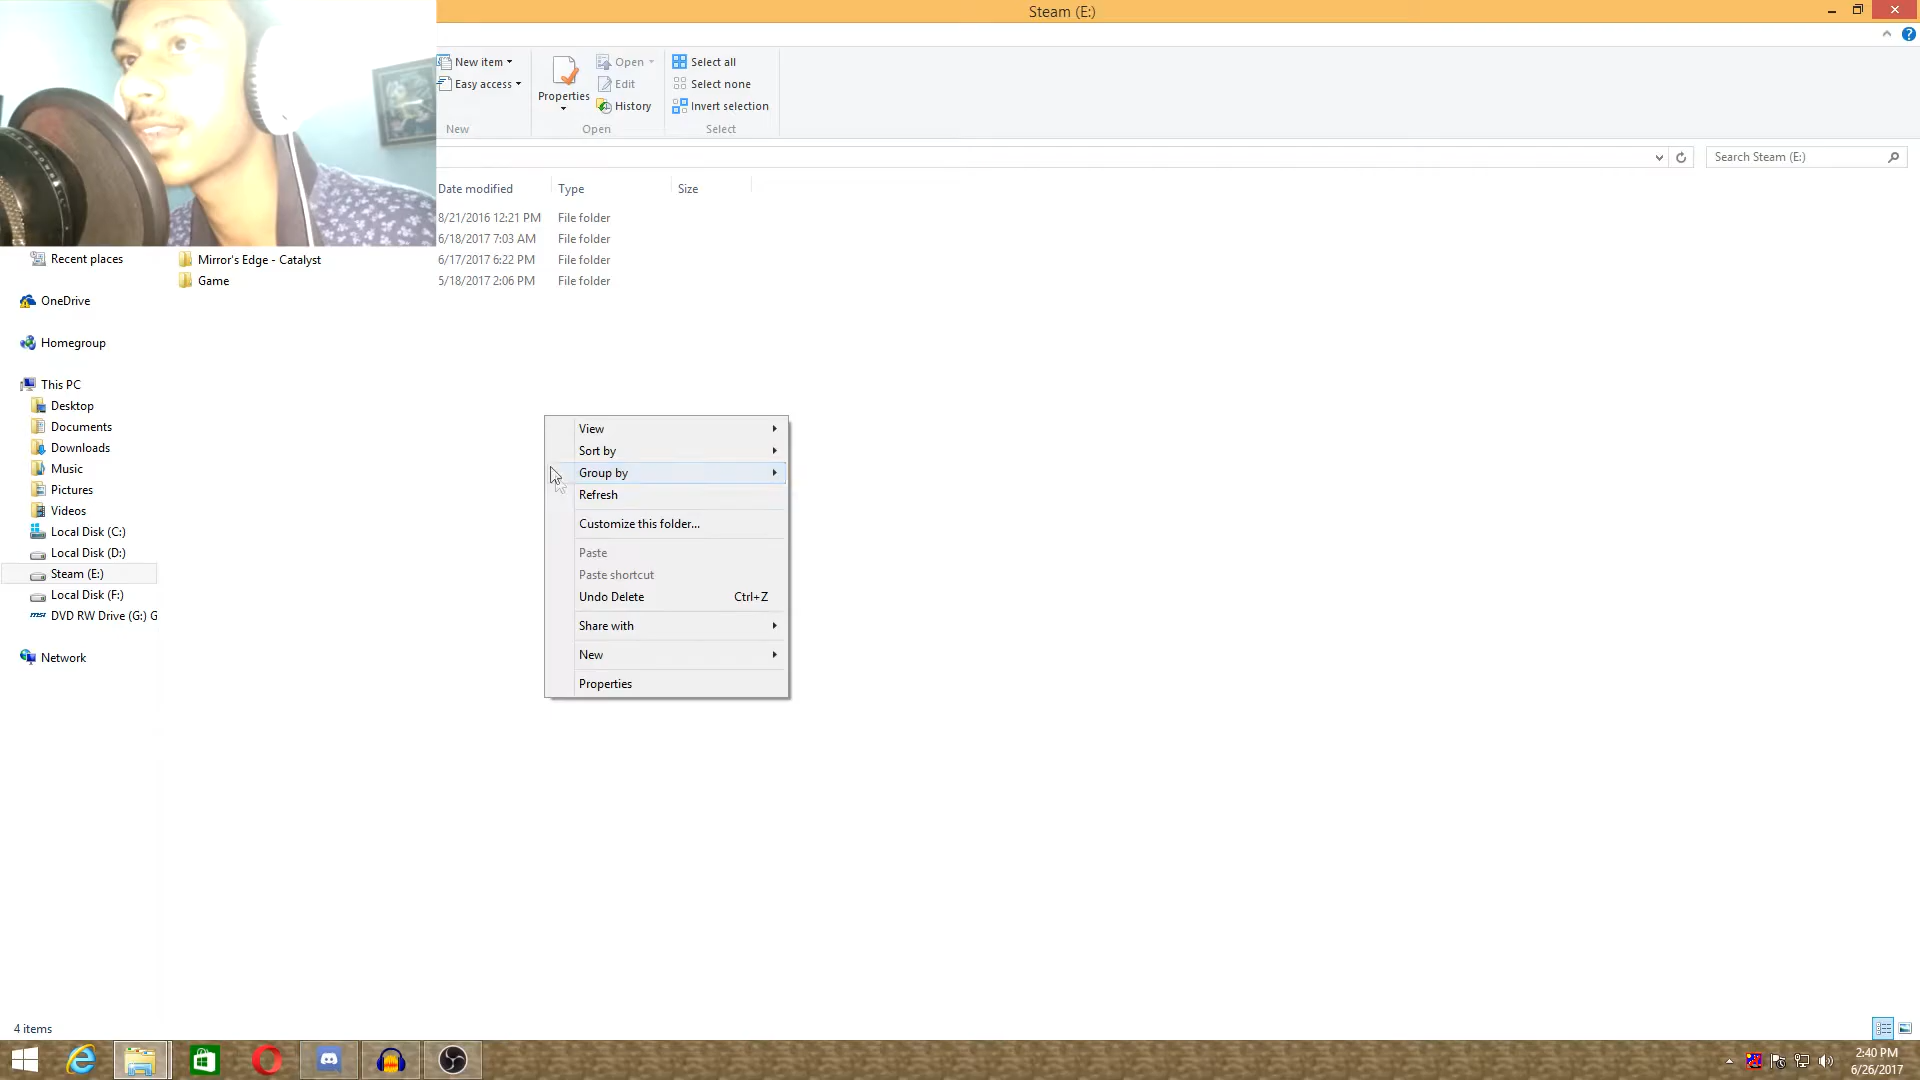 Steam (E:)
New item
Easy access
New
Properties
Open
Edit
History
Open
Select all
Select none
Invert selection
Select
Search Steam (E:)
Date modified Type Size
8/21/2016 12:21 PM File folder
6/18/2017 7:03 AM File folder
Mirror's Edge - Catalyst 6/17/2017 6:22 PM File folder
Game 5/18/2017 2:06 PM File folder
Recent places
OneDrive
Homegroup
This PC
Desktop
Documents
Downloads
Music
Pictures
Videos
Local Disk (C:)
Local Disk (D:)
Steam (E:)
Local Disk (F:)
msi DVD RW Drive (G:) G
Network
View
Sort by
Group by
Refresh
Customize this folder...
Paste
Paste shortcut
Undo Delete Ctrl+Z
Share with
New
Properties
4 items
2:40 PM
6/26/2017